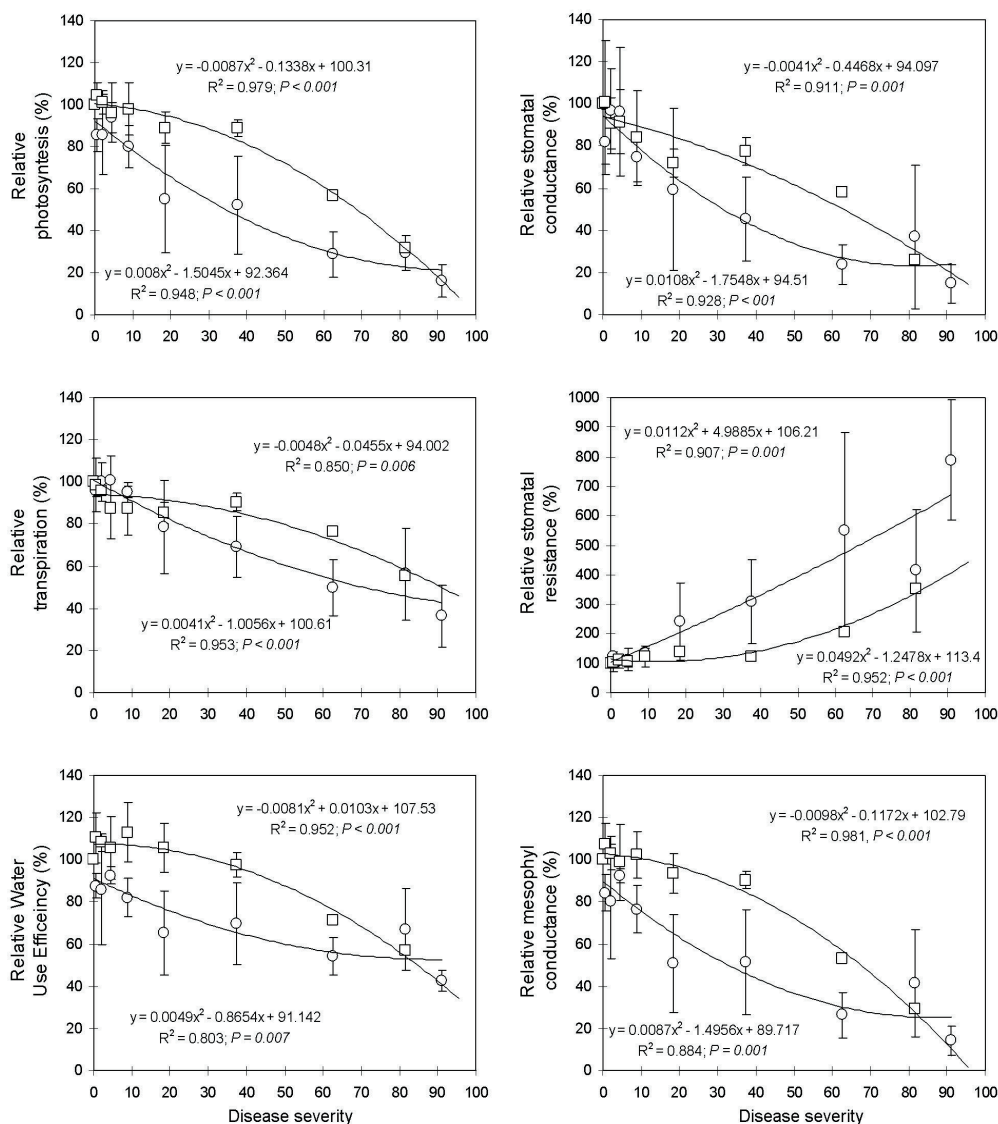 140
120
100
80
60
40
20
0
0 10 20 30 40 50 60 70 80 90 100
Relative
photosyntesis (%)
y = -0.0087x² - 0.1338x + 100.31
R² = 0.979; P < 0.001
y = 0.008x² - 1.5045x + 92.364
R² = 0.948; P < 0.001
140
120
100
80
60
40
20
0
0 10 20 30 40 50 60 70 80 90 100
Relative stomatal
conductance (%)
y = -0.0041x² - 0.4468x + 94.097
R² = 0.911; P = 0.001
y = 0.0108x² - 1.7548x + 94.51
R² = 0.928; P < 0.001
140
120
100
80
60
40
20
0
0 10 20 30 40 50 60 70 80 90 100
Relative
transpiration (%)
y = -0.0048x² - 0.0455x + 94.002
R² = 0.850; P = 0.006
y = 0.0041x² - 1.0056x + 100.61
R² = 0.953; P < 0.001
1000
900
800
700
600
500
400
300
200
100
0
0 10 20 30 40 50 60 70 80 90 100
Relative stomatal
resistance (%)
y = 0.0112x² + 4.9885x + 106.21
R² = 0.907; P = 0.001
y = 0.0492x² - 1.2478x + 113.4
R² = 0.952; P < 0.001
140
120
100
80
60
40
20
0
0 10 20 30 40 50 60 70 80 90 100
Relative Water
Use Efficeincy (%)
y = -0.0081x² + 0.0103x + 107.53
R² = 0.952; P < 0.001
y = 0.0049x² - 0.8654x + 91.142
R² = 0.803; P = 0.007
Disease severity
140
120
100
80
60
40
20
0
0 10 20 30 40 50 60 70 80 90 100
Relative mesophyl
conductance (%)
y = -0.0098x² - 0.1172x + 102.79
R² = 0.981; P < 0.001
y = 0.0087x² - 1.4956x + 89.717
R² = 0.884; P = 0.001
Disease severity